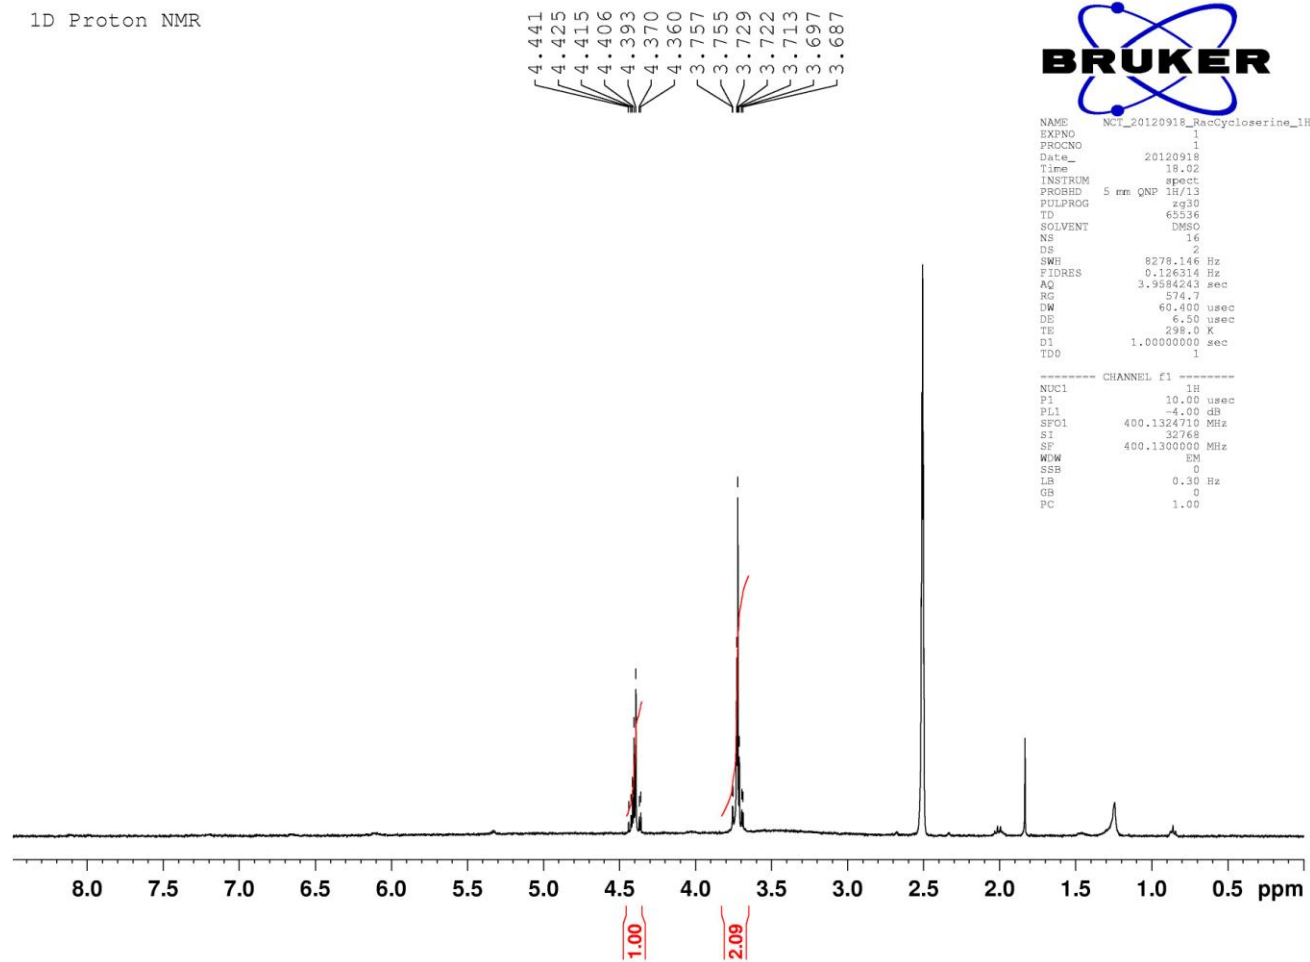 1D Proton NMR
4.441
4.425
4.415
4.406
4.393
4.370
4.360
3.757
3.755
3.729
3.722
3.713
3.697
3.687
BRUKER
NAME NCT_20120918_RacCycloserine_1H
EXPNO 1
PROCNO 1
Date_ 20120918
Time 18.02
INSTRUM spect
PROBHD 5 mm QNP 1H/13
PULPROG zg30
TD 65536
SOLVENT DMSO
NS 16
DS 2
SWH 8278.146 Hz
FIDRES 0.126314 Hz
AQ 3.9584243 sec
RG 574.7
DW 60.400 usec
DE 6.50 usec
TE 298.0 K
D1 1.00000000 sec
TD0 1
======== CHANNEL f1 ========
NUC1 1H
P1 10.00 usec
PL1 -4.00 dB
SFO1 400.1324710 MHz
SI 32768
SF 400.1300000 MHz
WDW EM
SSB 0
LB 0.30 Hz
GB 0
PC 1.00
8.0 7.5 7.0 6.5 6.0 5.5 5.0 4.5 4.0 3.5 3.0 2.5 2.0 1.5 1.0 0.5 ppm
1.00
2.09